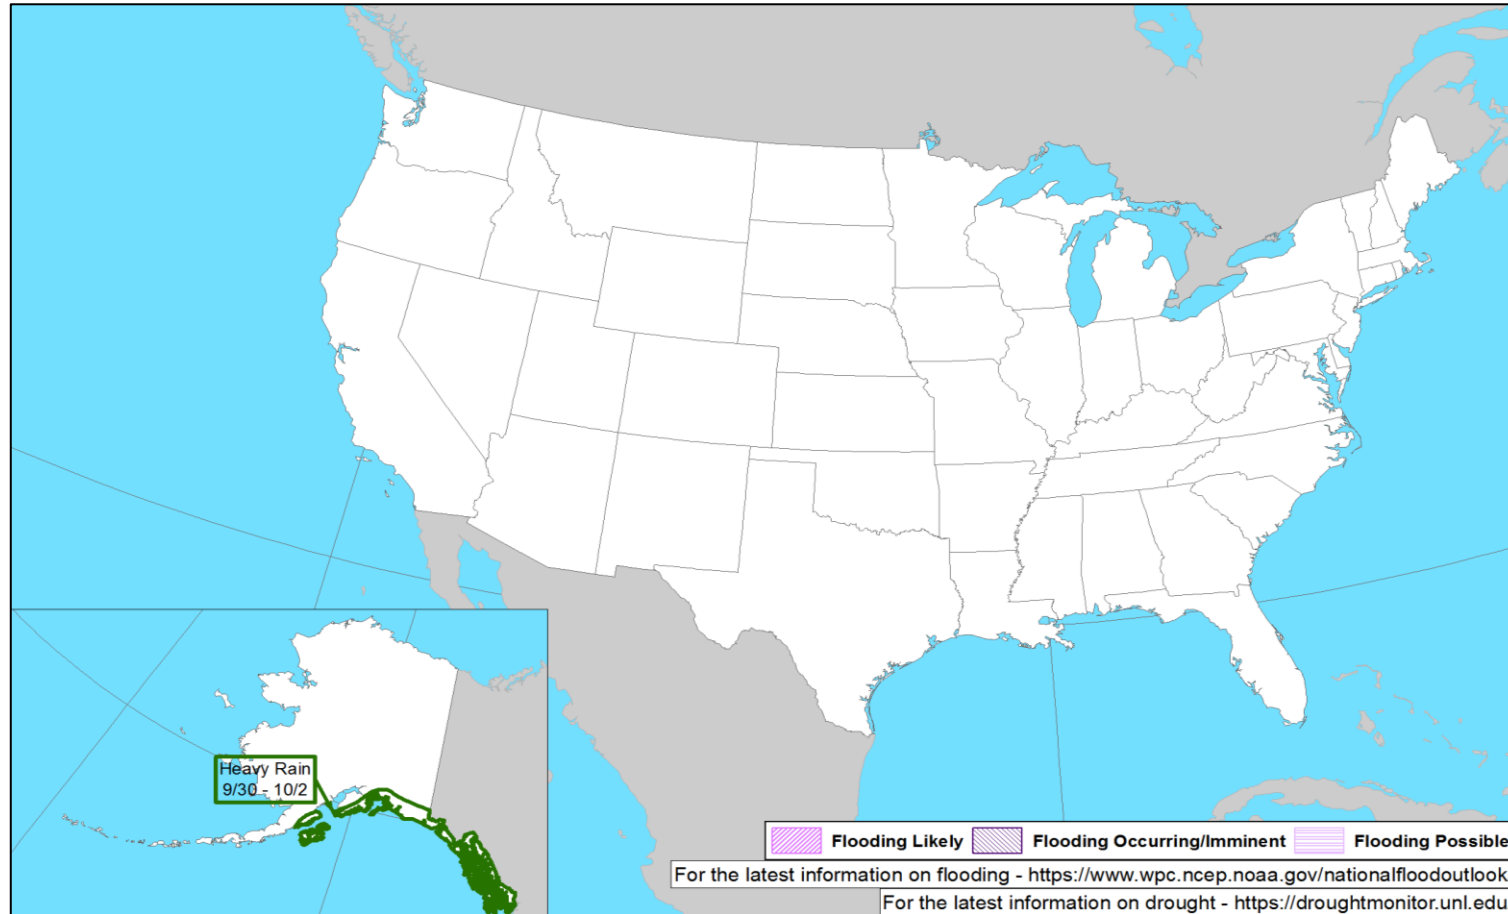 Heavy Rain
9/30 - 10/2
Flooding Likely
Flooding Occurring/Imminent
Flooding Possible
For the latest information on flooding - https://www.wpc.ncep.noaa.gov/nationalfloodoutlook
For the latest information on drought - https://droughtmonitor.unl.edu